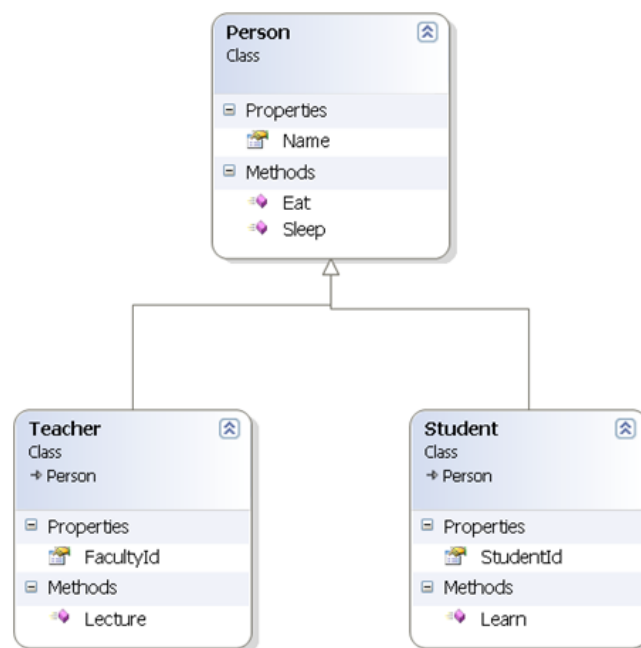 Person
Class
Properties
Name
Methods
Eat
Sleep
Teacher
Class
Person
Properties
FacultyId
Methods
Lecture
Student
Class
Person
Properties
StudentId
Methods
Learn